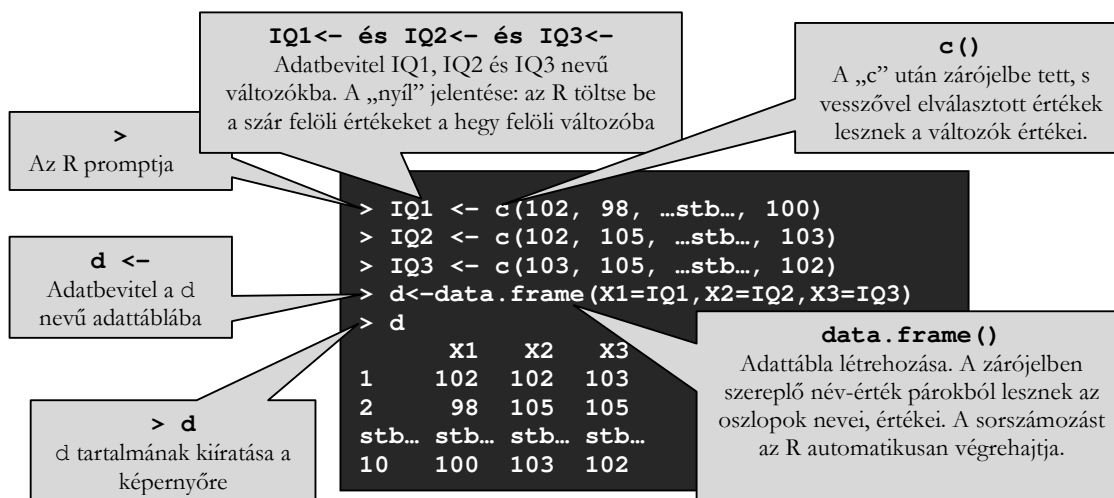 IQ1<- és IQ2<- és IQ3<-
Adatbevitel IQ1, IQ2 és IQ3 nevű
változókba. A „nyíl” jelentése: az R töltse be
a szár felöli értékeket a hegy felöli változóba
c()
A „c” után zárójelbe tett, s
vesszővel elválasztott értékek
lesznek a változók értékei.
>
Az R promptja
> IQ1 <- c(102, 98, …stb…, 100)
> IQ2 <- c(102, 105, …stb…, 103)
> IQ3 <- c(103, 105, …stb…, 102)
> d<-data.frame(X1=IQ1,X2=IQ2,X3=IQ3)
> d
X1 X2 X3
1 102 102 103
2 98 105 105
stb… stb… stb… stb…
10 100 103 102
d <-
Adatbevitel a d
nevű adattáblába
> d
d tartalmának kiíratása a
képernyőre
data.frame()
Adattábla létrehozása. A zárójelben
szereplő név-érték párokból lesznek az
oszlopok nevei, értékei. A sorszámozást
az R automatikusan végrehajtja.